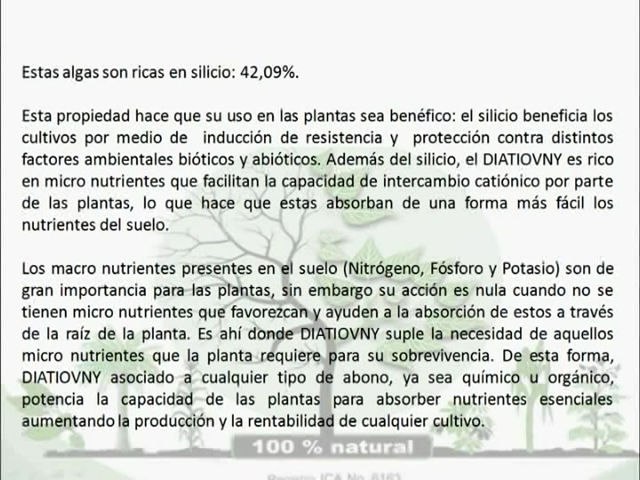 Estas algas son ricas en silicio: 42,09%.
Esta propiedad hace que su uso en las plantas sea benéfico: el silicio beneficia los
cultivos por medio de inducción de resistencia y protección contra distintos
factores ambientales bióticos y abióticos. Además del silicio, el DIATIOVNY es rico
en micro nutrientes que facilitan la capacidad de intercambio catiónico por parte
de las plantas, lo que hace que estas absorban de una forma más fácil los
nutrientes del suelo.
Los macro nutrientes presentes en el suelo (Nitrógeno, Fósforo y Potasio) son de
gran importancia para las plantas, sin embargo su acción es nula cuando no se
tienen micro nutrientes que favorezcan y ayuden a la absorción de estos a través
de la raíz de la planta. Es ahí donde DIATIOVNY suple la necesidad de aquellos
micro nutrientes que la planta requiere para su sobrevivencia. De esta forma,
DIATIOVNY asociado a cualquier tipo de abono, ya sea químico u orgánico,
potencia la capacidad de las plantas para absorber nutrientes esenciales
aumentando la producción y la rentabilidad de cualquier cultivo.
100 % natural
Registro ICA No. 6163